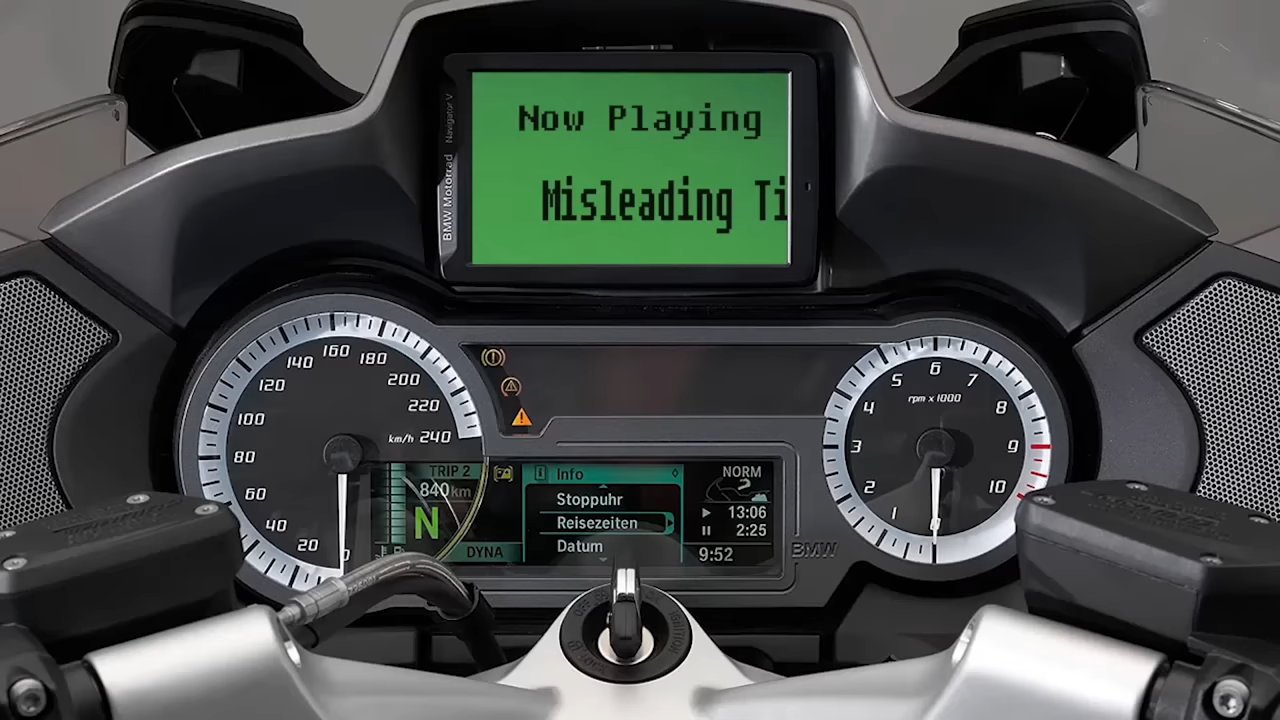 Now Playing
Misleading Ti
BMW Motorrad Navigator V
20
40
60
80
100
120
140
160
180
200
220
km/h 240
TRIP 2
840 km
N
DYNA
i Info
Stoppuhr
Reisezeiten
Datum
NORM
13:06
2:25
9:52
BMW
0
1
2
3
4
5
6
7
8
9
10
rpm x 1000